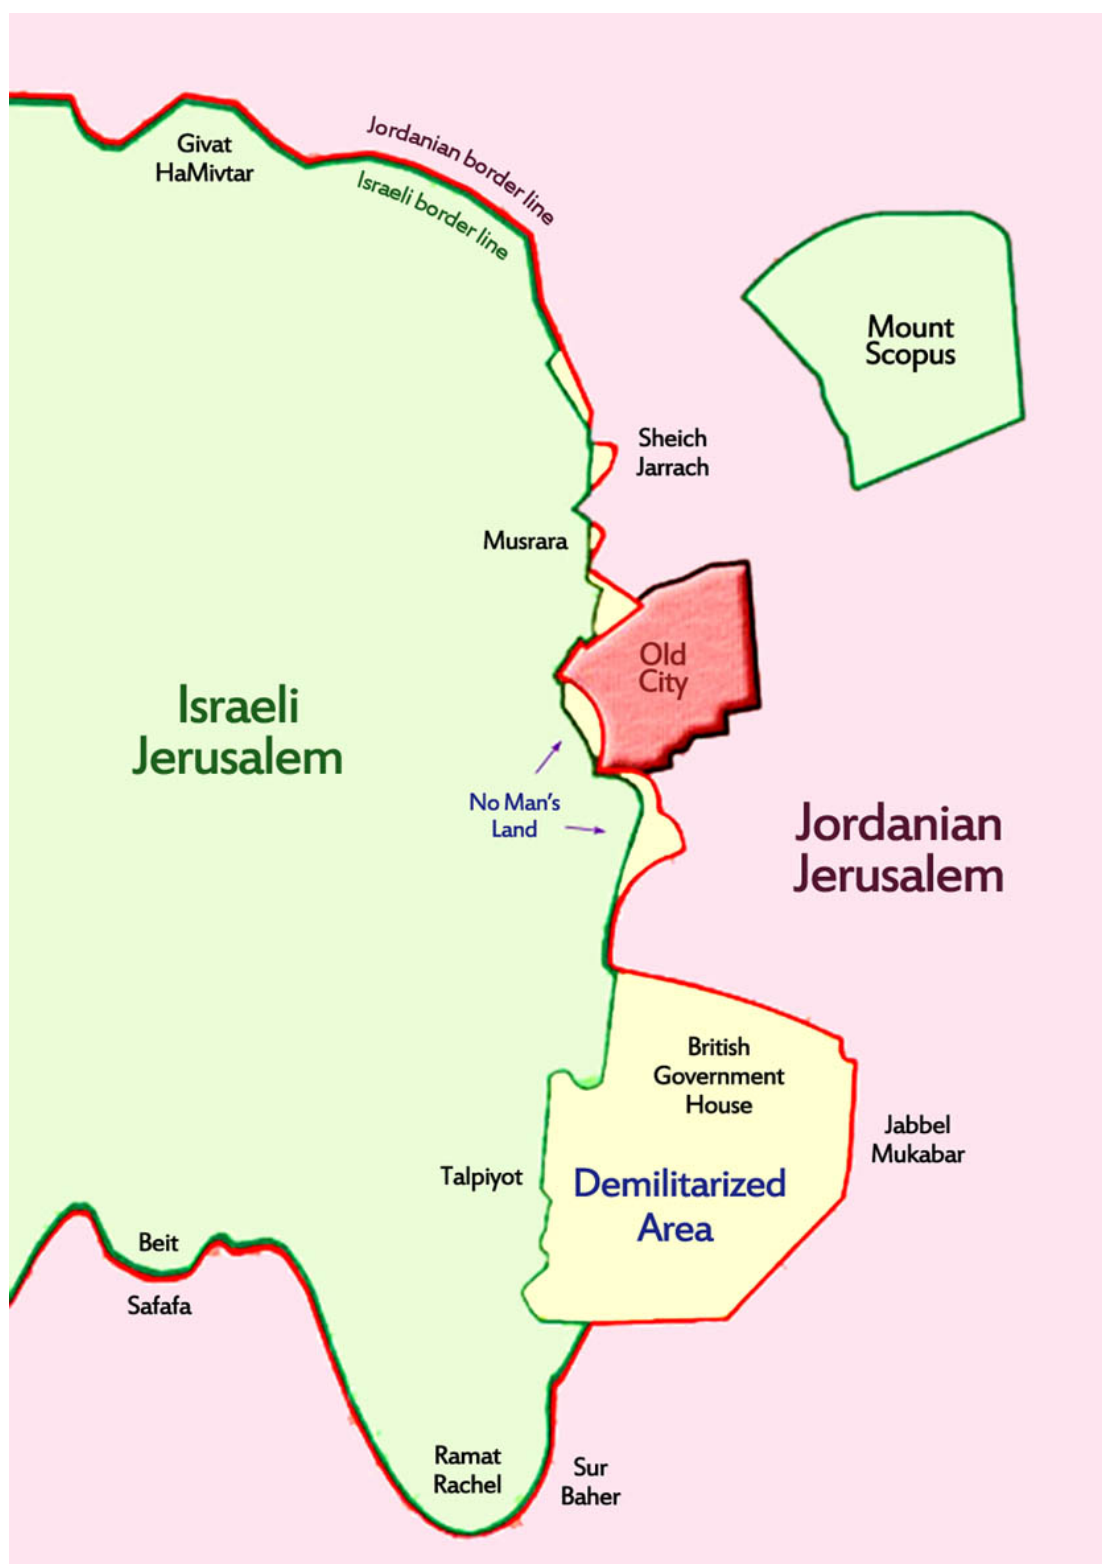 Givat
HaMivtar
Jordanian border line
Israeli border line
Mount
Scopus
Sheich
Jarrach
Musrara
Old
City
Israeli
Jerusalem
No Man's
Land
Jordanian
Jerusalem
British
Government
House
Jabbel
Mukabar
Talpiyot
Demilitarized
Area
Beit
Safafa
Ramat
Rachel
Sur
Baher